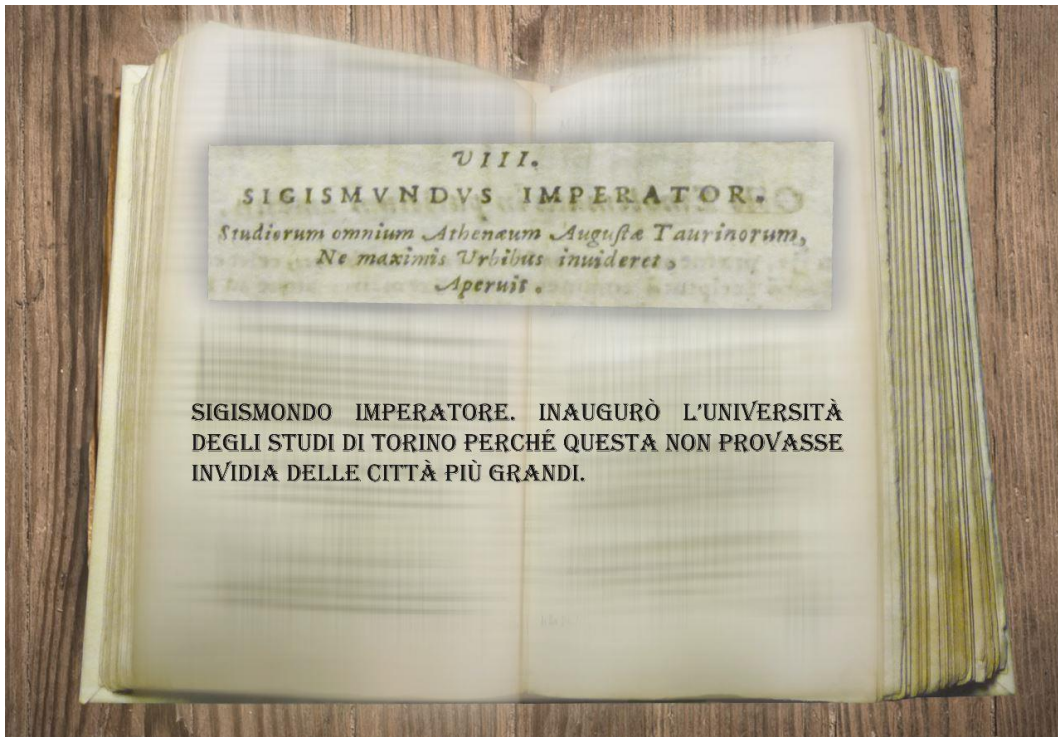 VIII.
SIGISMVNDVS IMPERATOR.
Studiorum omnium Athenæum Augustæ Taurinorum,
Ne maximis Vrbibus inuideret,
Aperuit.
SIGISMONDO IMPERATORE. INAUGURÒ L'UNIVERSITÀ
DEGLI STUDI DI TORINO PERCHÉ QUESTA NON PROVASSE
INVIDIA DELLE CITTÀ PIÙ GRANDI.